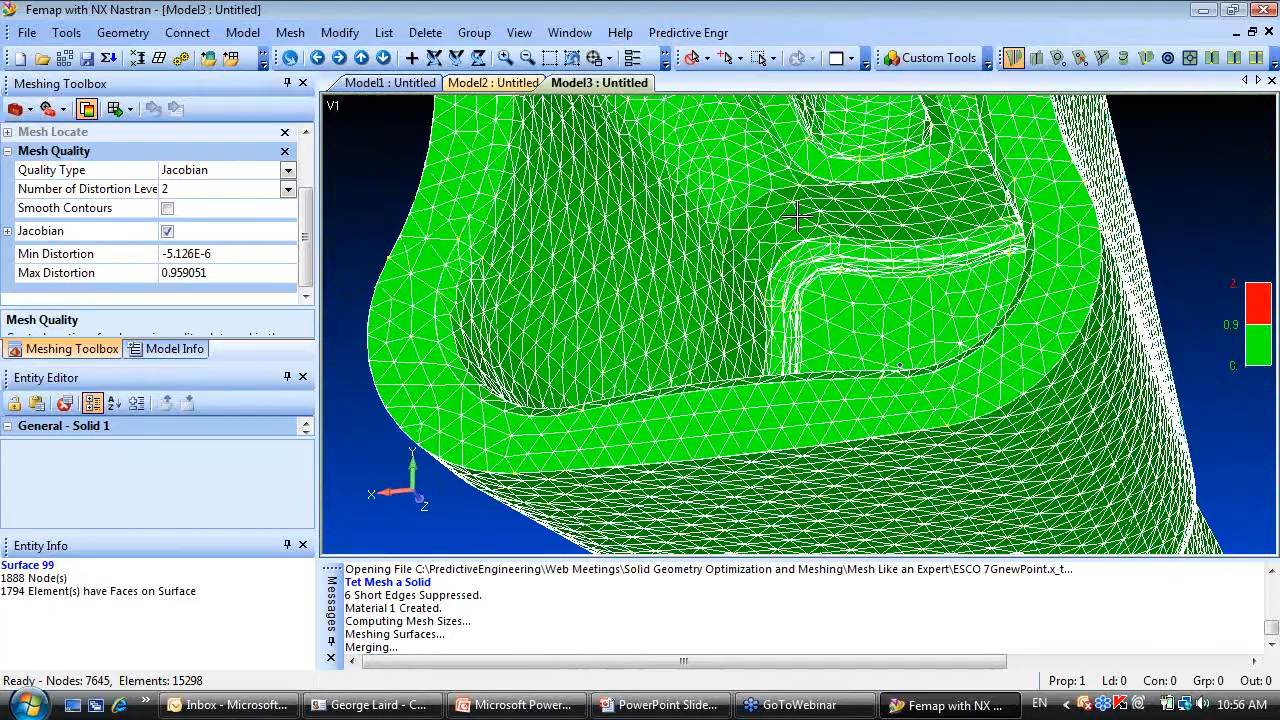 Femap with NX Nastran - [Model3 : Untitled]
File Tools Geometry Connect Model Mesh Modify List Delete Group View Window Help Predictive Engr
Custom Tools
Meshing Toolbox
Model1 : Untitled Model2 : Untitled Model3 : Untitled
V1
Mesh Locate
Mesh Quality
Quality Type Jacobian
Number of Distortion Leve 2
Smooth Contours
Jacobian
Min Distortion -5.126E-6
Max Distortion 0.959051
Mesh Quality
Meshing Toolbox Model Info
Entity Editor
General - Solid 1
2.
0.9
0.
Y
X
Z
Entity Info
Surface 99
1888 Node(s)
1794 Element(s) have Faces on Surface
Messages
Opening File C:\PredictiveEngineering\Web Meetings\Solid Geometry Optimization and Meshing\Mesh Like an Expert\ESCO 7GnewPoint.x_t...
Tet Mesh a Solid
6 Short Edges Suppressed.
Material 1 Created.
Computing Mesh Sizes...
Meshing Surfaces...
Merging...
Ready - Nodes: 7645, Elements: 15298 Prop: 1 Ld: 0 Con: 0 Grp: 0 Out: 0
Inbox - Microsoft... George Laird - C... Microsoft Power... PowerPoint Slide... GoToWebinar Femap with NX ... EN 10:56 AM